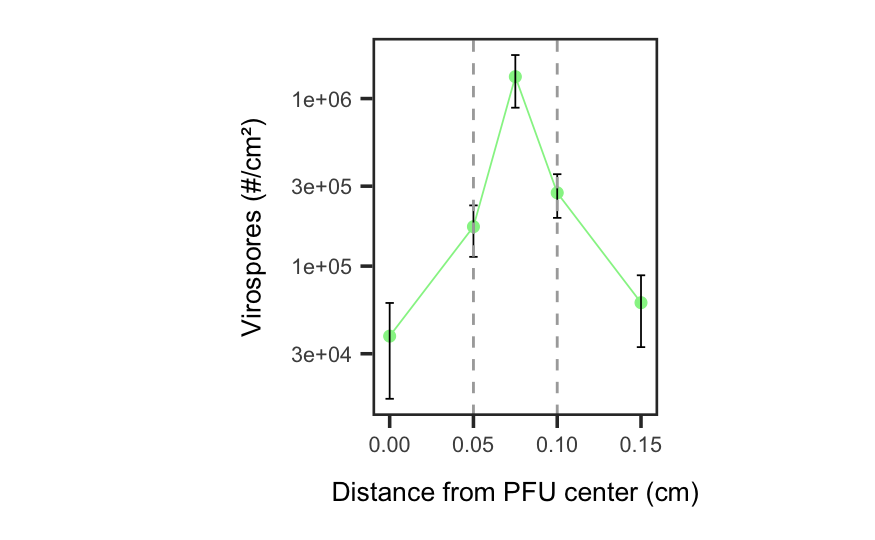 Virospores (#/cm²)
1e+06
3e+05
1e+05
3e+04
0.00 0.05 0.10 0.15
Distance from PFU center (cm)